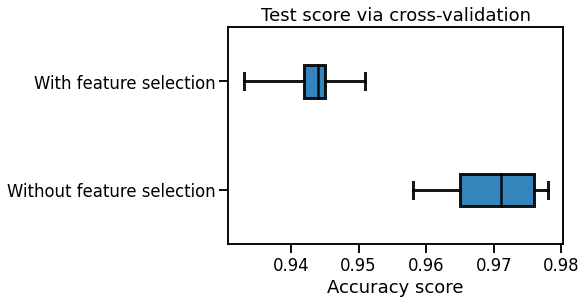 Test score via cross-validation
With feature selection
Without feature selection
0.94 0.95 0.96 0.97 0.98
Accuracy score